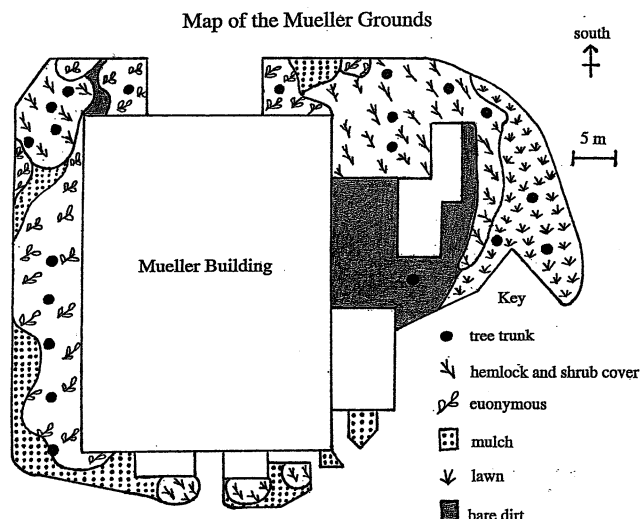 Map of the Mueller Grounds
south
5 m
Mueller Building
Key
tree trunk
hemlock and shrub cover
euonymous
mulch
lawn
bare dirt